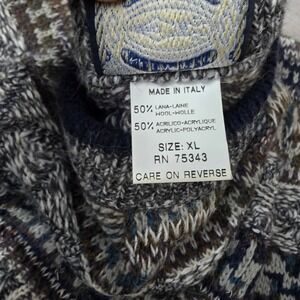 MADE IN ITALY
50% LANA-LAINE
WOOL-WOLLE
50% ACRILICO-ACRYLIQUE
ACRYLIC-POLYACRYL
SIZE: XL
RN 75343
CARE ON REVERSE